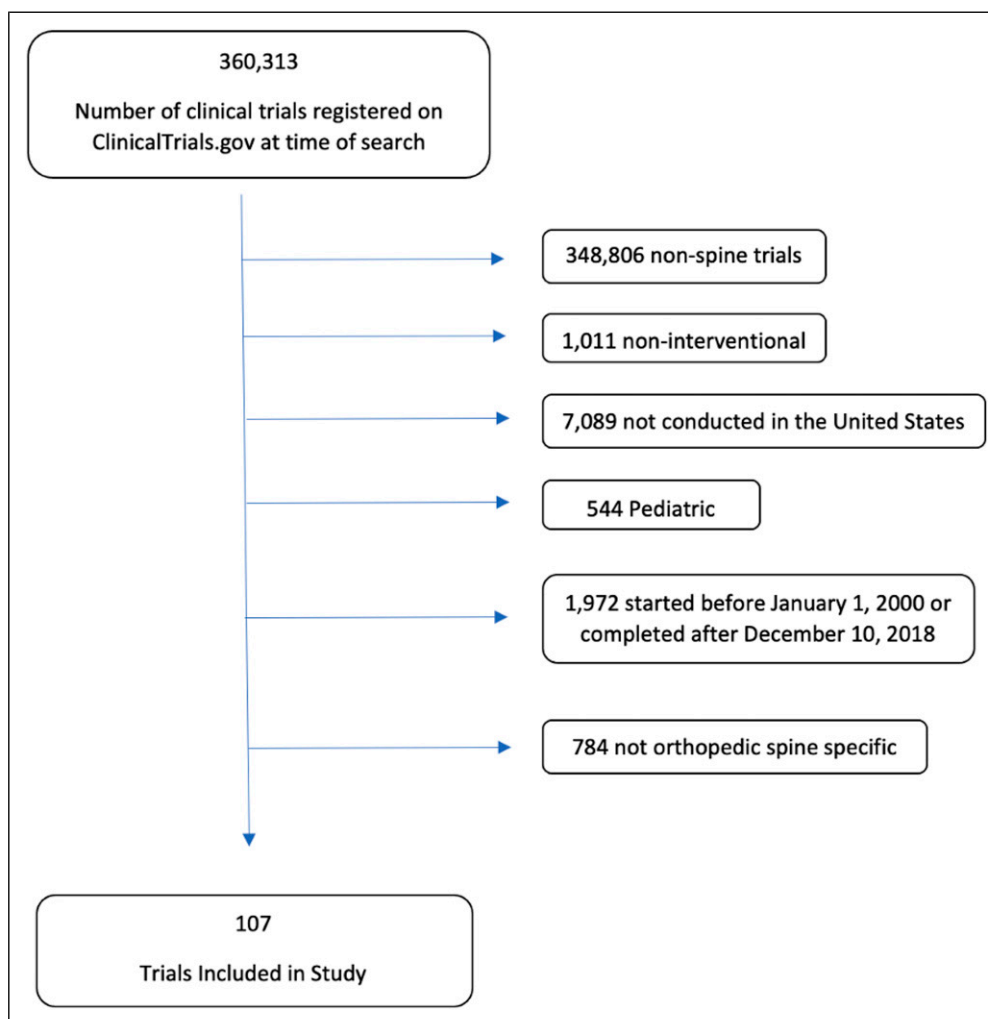 360,313
Number of clinical trials registered on
ClinicalTrials.gov at time of search
348,806 non-spine trials
1,011 non-interventional
7,089 not conducted in the United States
544 Pediatric
1,972 started before January 1, 2000 or
completed after December 10, 2018
784 not orthopedic spine specific
107
Trials Included in Study